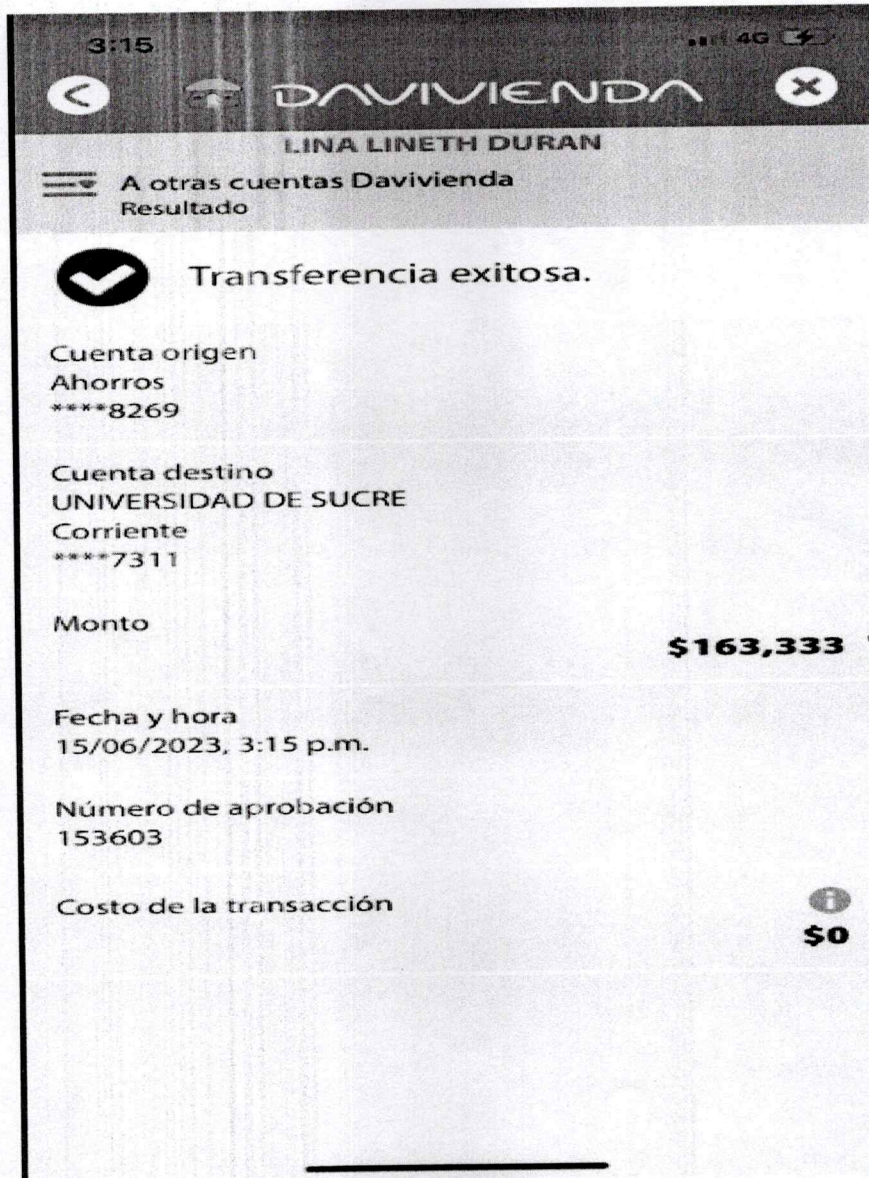 3:15 4G
DAVIVIENDA
LINA LINETH DURAN
A otras cuentas Davivienda
Resultado
Transferencia exitosa.
Cuenta origen
Ahorros
****8269
Cuenta destino
UNIVERSIDAD DE SUCRE
Corriente
****7311
Monto
$163,333
Fecha y hora
15/06/2023, 3:15 p.m.
Número de aprobación
153603
Costo de la transacción
$0